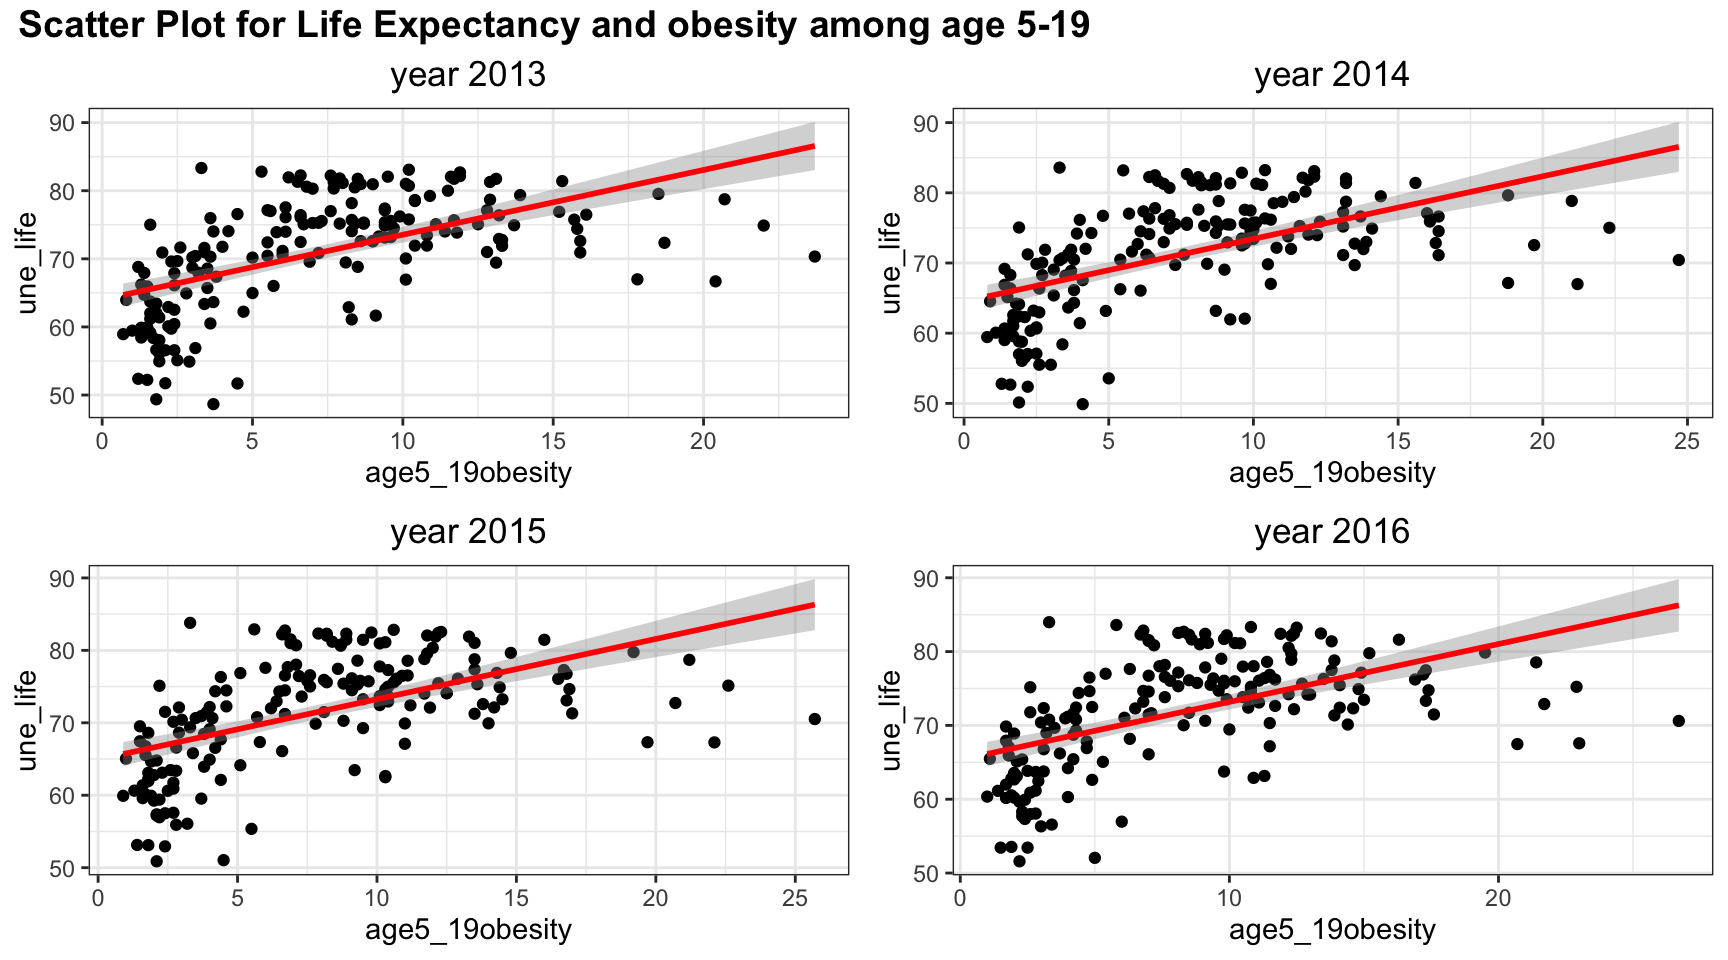 Scatter Plot for Life Expectancy and obesity among age 5-19
year 2013
90
80
70
60
50
une_life
0 5 10 15 20
age5_19obesity
year 2014
90
80
70
60
50
une_life
0 5 10 15 20 25
age5_19obesity
year 2015
90
80
70
60
50
une_life
0 5 10 15 20 25
age5_19obesity
year 2016
90
80
70
60
50
une_life
0 10 20
age5_19obesity